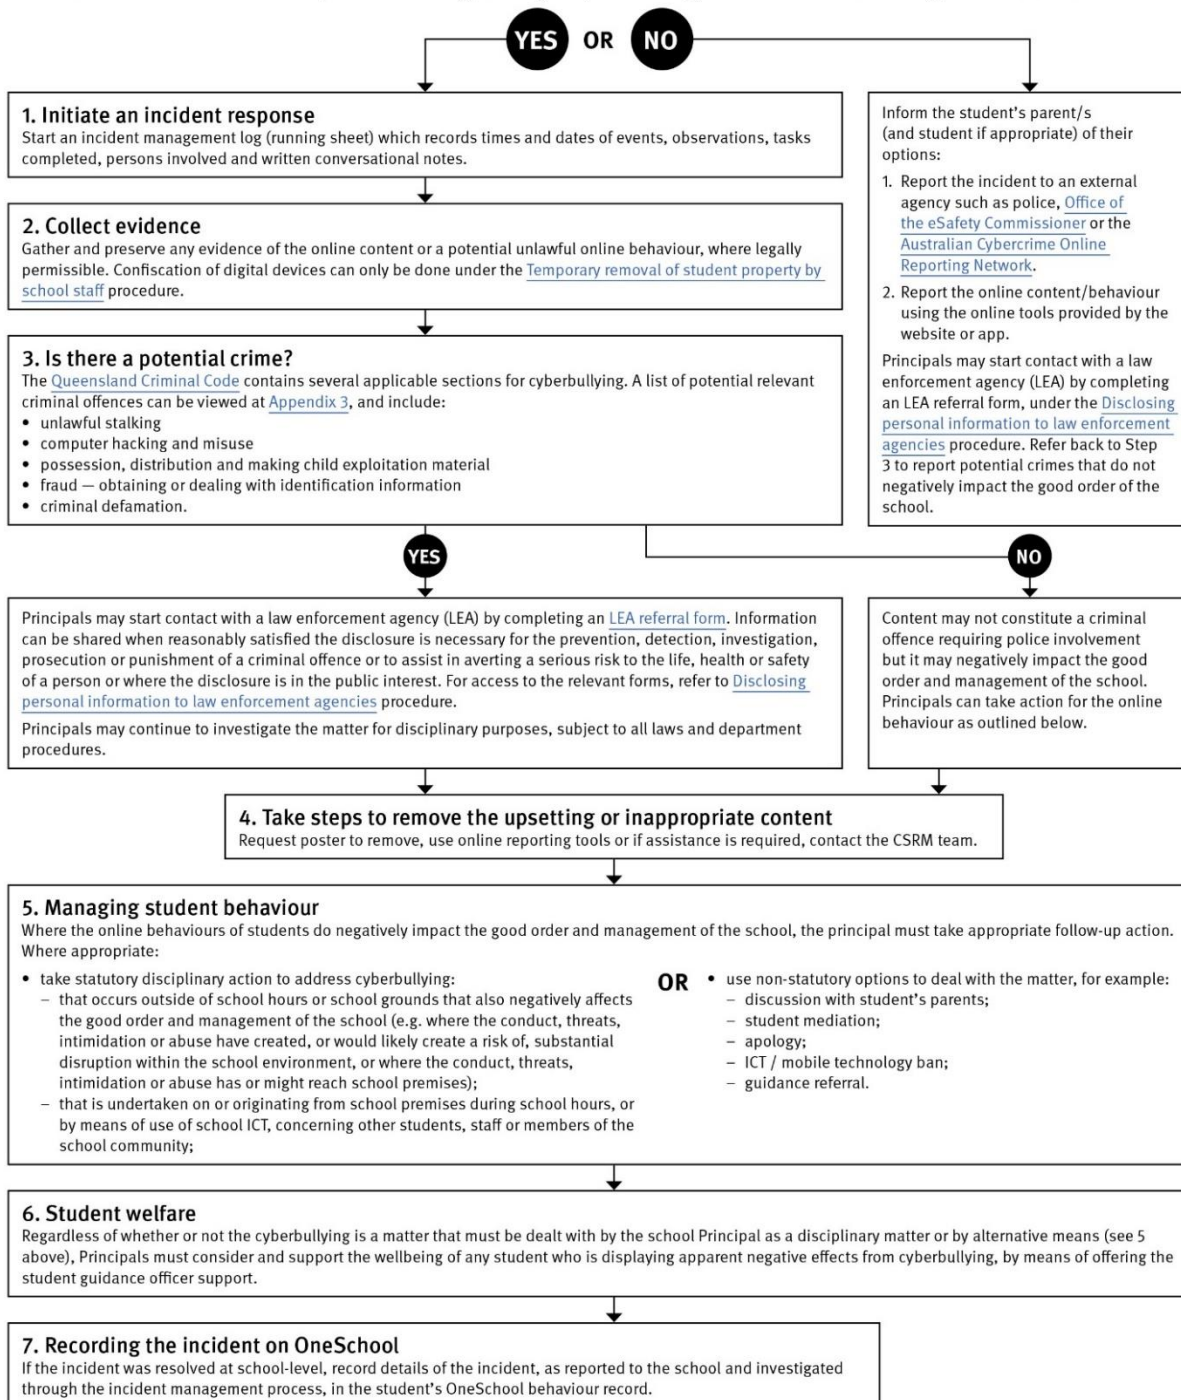 YES OR NO
1. Initiate an incident response
Start an incident management log (running sheet) which records times and dates of events, observations, tasks
completed, persons involved and written conversational notes.
Inform the student's parent/s
(and student if appropriate) of their
options:
1. Report the incident to an external
agency such as police, Office of
the eSafety Commissioner or the
Australian Cybercrime Online
Reporting Network.
2. Report the online content/behaviour
using the online tools provided by the
website or app.
Principals may start contact with a law
enforcement agency (LEA) by completing
an LEA referral form, under the Disclosing
personal information to law enforcement
agencies procedure. Refer back to Step
3 to report potential crimes that do not
negatively impact the good order of the
school.
2. Collect evidence
Gather and preserve any evidence of the online content or a potential unlawful online behaviour, where legally
permissible. Confiscation of digital devices can only be done under the Temporary removal of student property by
school staff procedure.
3. Is there a potential crime?
The Queensland Criminal Code contains several applicable sections for cyberbullying. A list of potential relevant
criminal offences can be viewed at Appendix 3, and include:
• unlawful stalking
• computer hacking and misuse
• possession, distribution and making child exploitation material
• fraud — obtaining or dealing with identification information
• criminal defamation.
YES
NO
Principals may start contact with a law enforcement agency (LEA) by completing an LEA referral form. Information
can be shared when reasonably satisfied the disclosure is necessary for the prevention, detection, investigation,
prosecution or punishment of a criminal offence or to assist in averting a serious risk to the life, health or safety
of a person or where the disclosure is in the public interest. For access to the relevant forms, refer to Disclosing
personal information to law enforcement agencies procedure.
Principals may continue to investigate the matter for disciplinary purposes, subject to all laws and department
procedures.
Content may not constitute a criminal
offence requiring police involvement
but it may negatively impact the good
order and management of the school.
Principals can take action for the online
behaviour as outlined below.
4. Take steps to remove the upsetting or inappropriate content
Request poster to remove, use online reporting tools or if assistance is required, contact the CSRM team.
5. Managing student behaviour
Where the online behaviours of students do negatively impact the good order and management of the school, the principal must take appropriate follow-up action.
Where appropriate:
• take statutory disciplinary action to address cyberbullying:
– that occurs outside of school hours or school grounds that also negatively affects
the good order and management of the school (e.g. where the conduct, threats,
intimidation or abuse have created, or would likely create a risk of, substantial
disruption within the school environment, or where the conduct, threats,
intimidation or abuse has or might reach school premises);
– that is undertaken on or originating from school premises during school hours, or
by means of use of school ICT, concerning other students, staff or members of the
school community;
OR
• use non-statutory options to deal with the matter, for example:
– discussion with student's parents;
– student mediation;
– apology;
– ICT / mobile technology ban;
– guidance referral.
6. Student welfare
Regardless of whether or not the cyberbullying is a matter that must be dealt with by the school Principal as a disciplinary matter or by alternative means (see 5
above), Principals must consider and support the wellbeing of any student who is displaying apparent negative effects from cyberbullying, by means of offering the
student guidance officer support.
7. Recording the incident on OneSchool
If the incident was resolved at school-level, record details of the incident, as reported to the school and investigated
through the incident management process, in the student's OneSchool behaviour record.